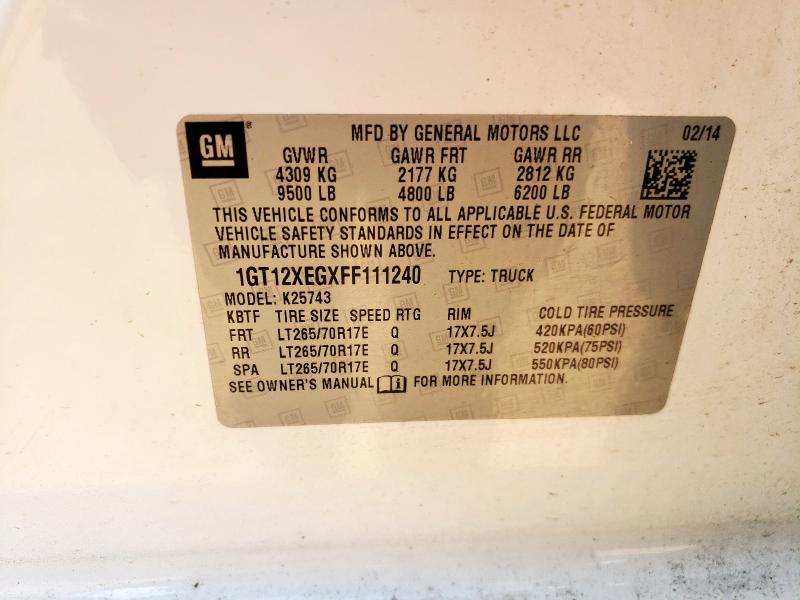 GM ® MFD BY GENERAL MOTORS LLC 02/14
GVWR GAWR FRT GAWR RR
4309 KG 2177 KG 2812 KG
9500 LB 4800 LB 6200 LB
THIS VEHICLE CONFORMS TO ALL APPLICABLE U.S. FEDERAL MOTOR
VEHICLE SAFETY STANDARDS IN EFFECT ON THE DATE OF
MANUFACTURE SHOWN ABOVE.
1GT12XEGXFF111240 TYPE: TRUCK
MODEL: K25743
KBTF TIRE SIZE SPEED RTG RIM COLD TIRE PRESSURE
FRT LT265/70R17E Q 17X7.5J 420KPA(60PSI)
RR LT265/70R17E Q 17X7.5J 520KPA(75PSI)
SPA LT265/70R17E Q 17X7.5J 550KPA(80PSI)
SEE OWNER'S MANUAL FOR MORE INFORMATION.